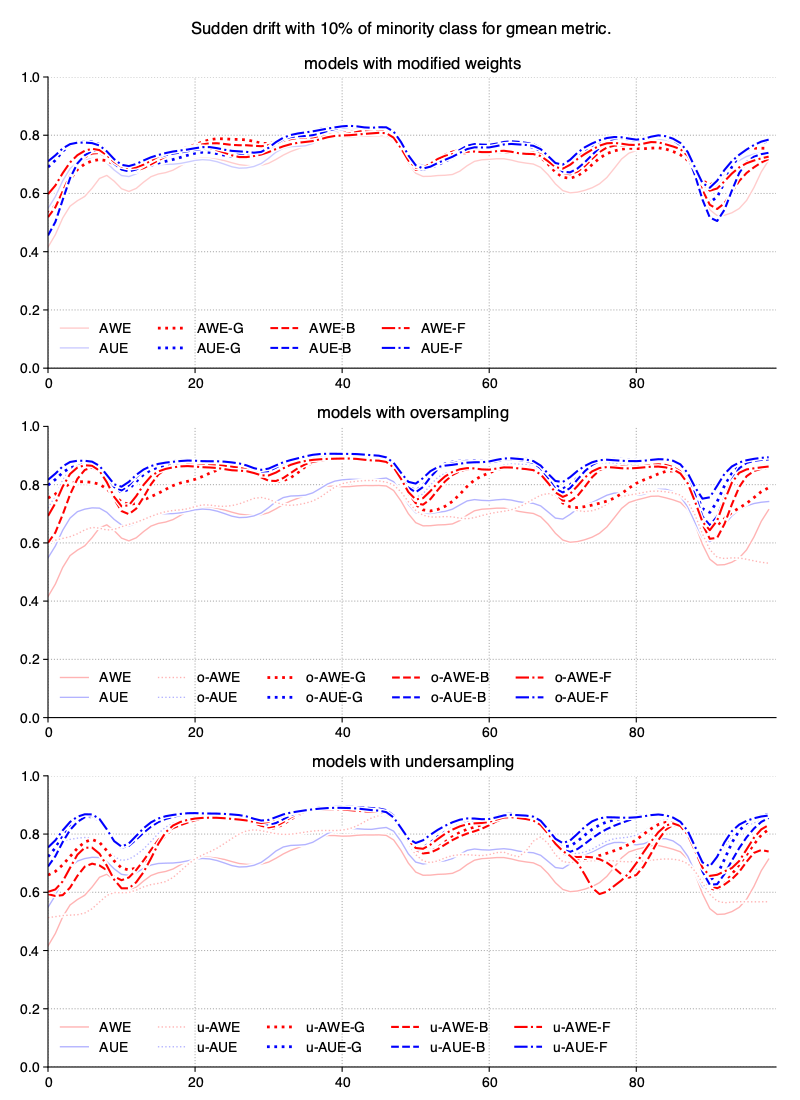 Sudden drift with 10% of minority class for gmean metric.
models with modified weights
1.0
0.8
0.6
0.4
0.2
0.0
AWE AWE-G AWE-B AWE-F
AUE AUE-G AUE-B AUE-F
0 20 40 60 80
models with oversampling
1.0
0.8
0.6
0.4
0.2
0.0
AWE o-AWE o-AWE-G o-AWE-B o-AWE-F
AUE o-AUE o-AUE-G o-AUE-B o-AUE-F
0 20 40 60 80
models with undersampling
1.0
0.8
0.6
0.4
0.2
0.0
AWE u-AWE u-AWE-G u-AWE-B u-AWE-F
AUE u-AUE u-AUE-G u-AUE-B u-AUE-F
0 20 40 60 80